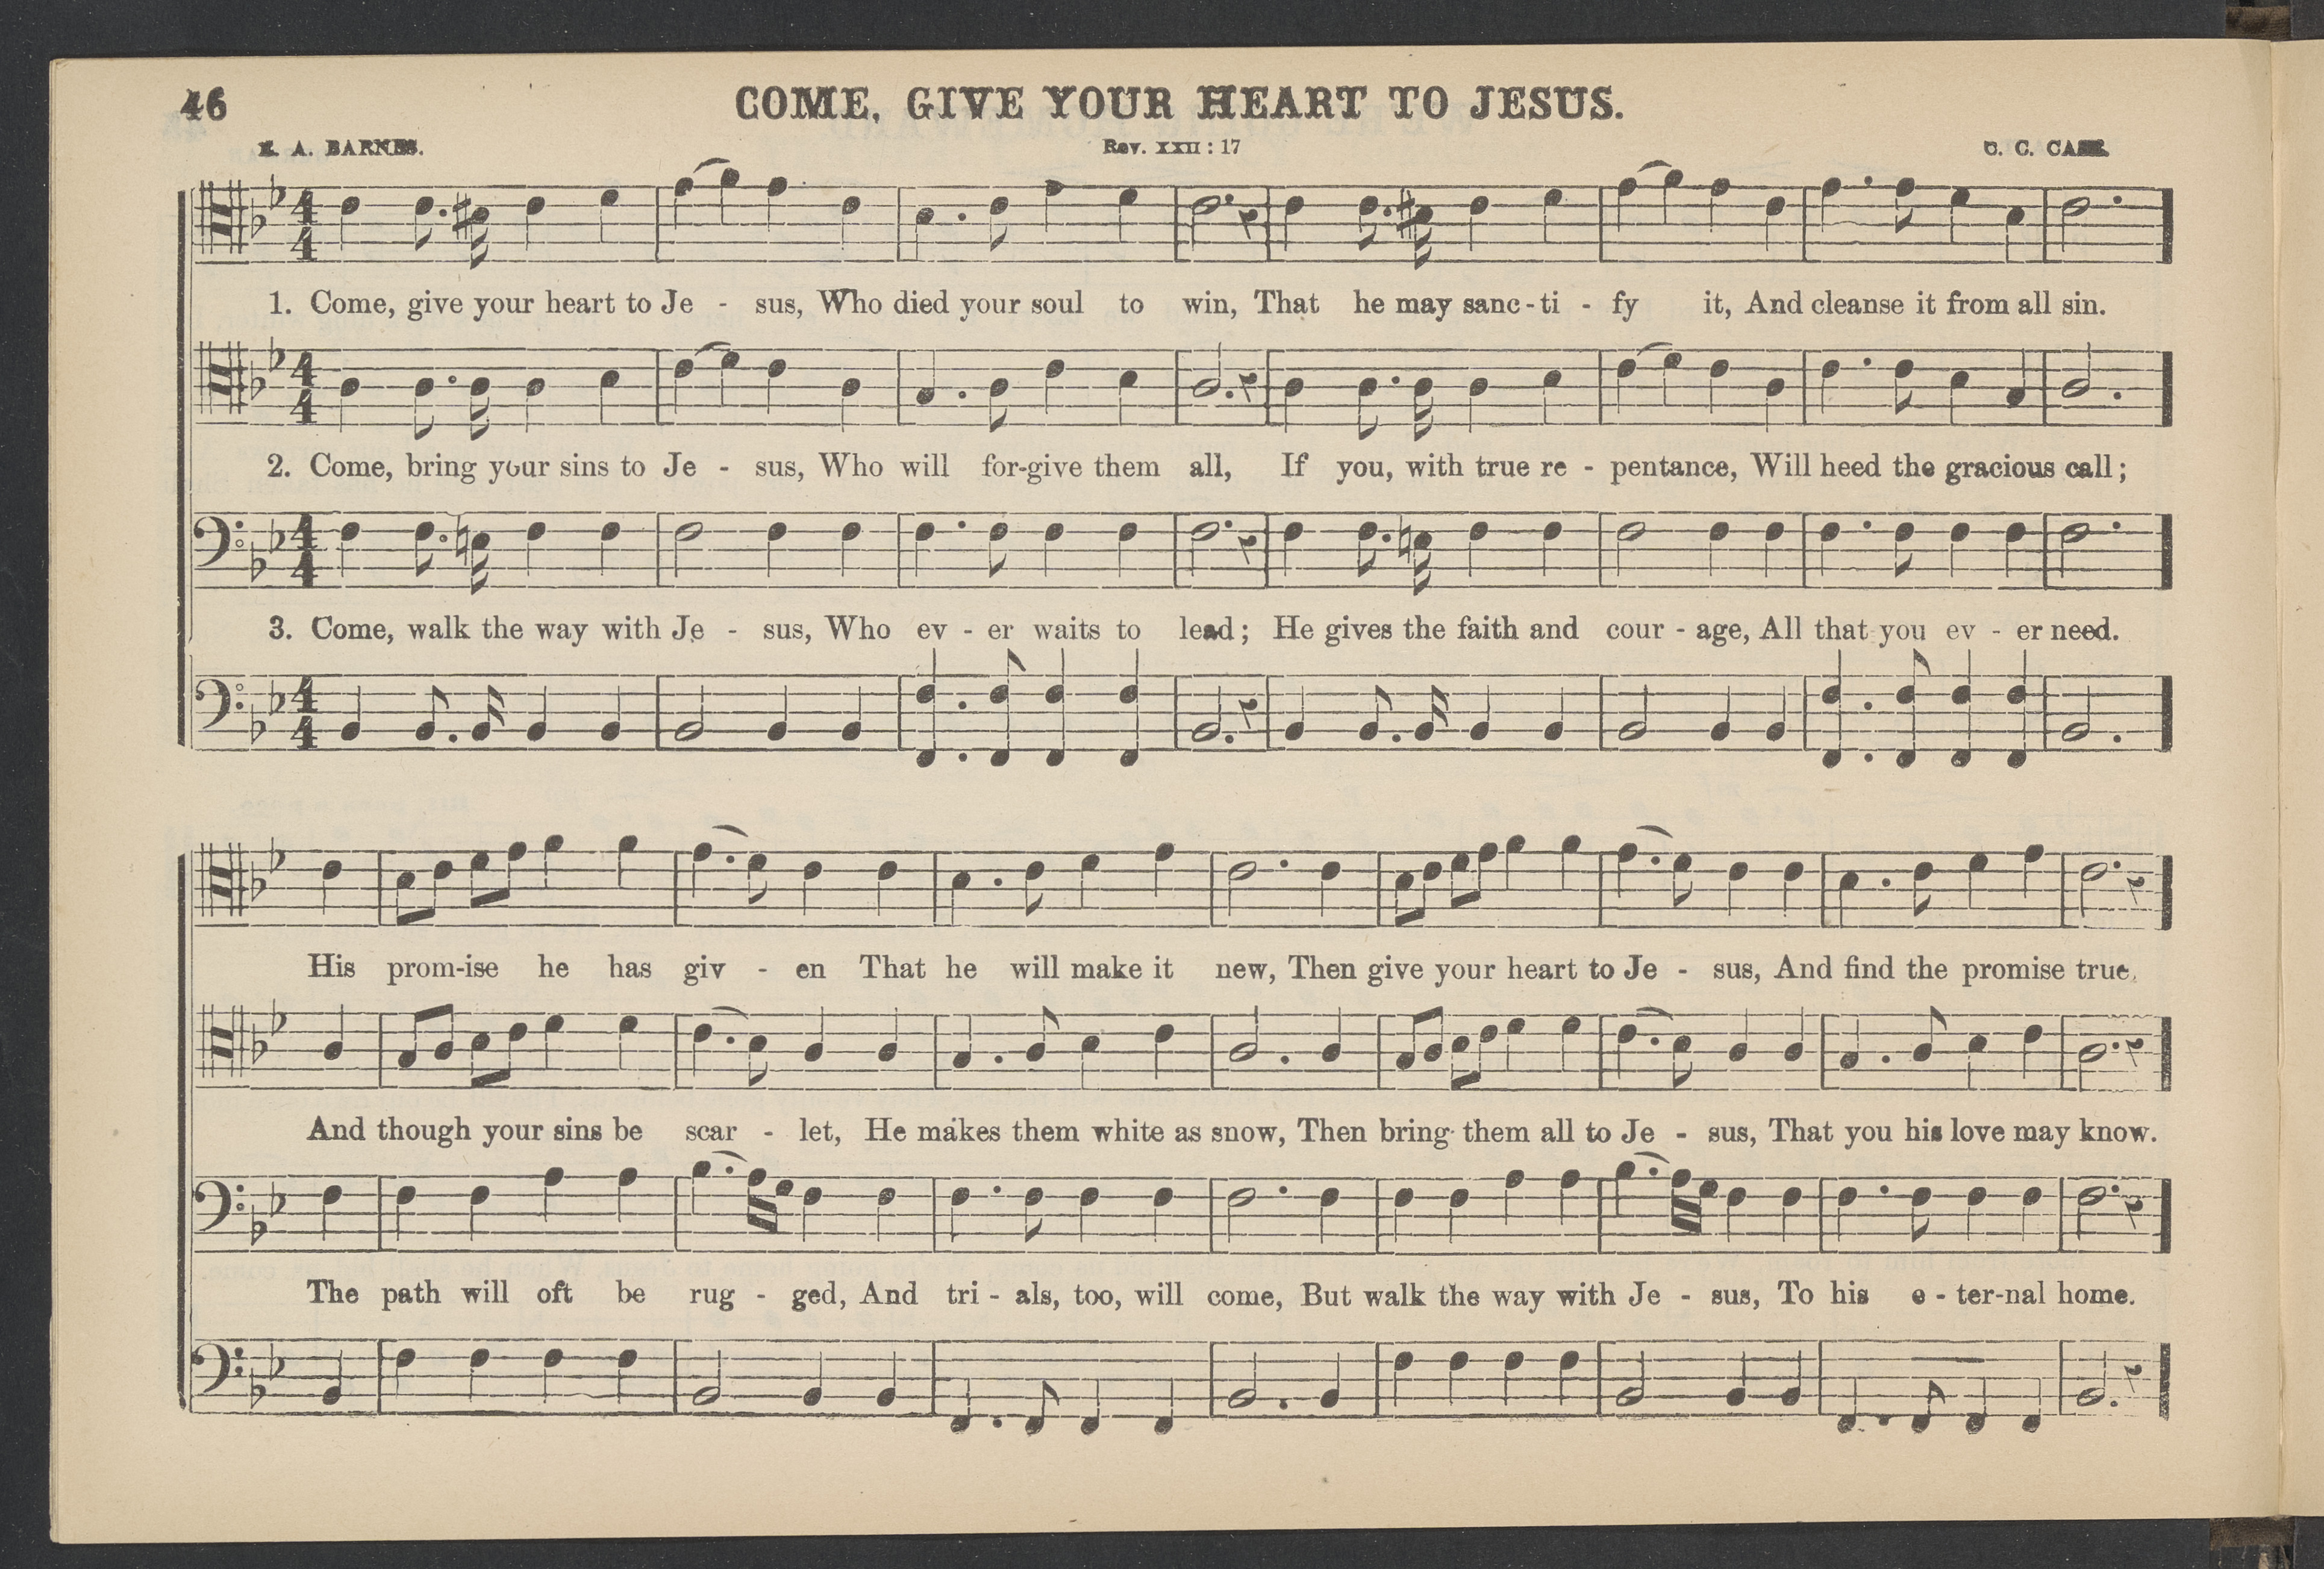 46
COME, GIVE YOUR HEART TO JESUS.
E. A. BARNES.
Rev. XXII : 17
C. C. CASE.
1. Come, give your heart to Je - sus, Who died your soul to win, That he may sanc - ti - fy it, And cleanse it from all sin.
2. Come, bring your sins to Je - sus, Who will for-give them all, If you, with true re - pentance, Will heed the gracious call;
3. Come, walk the way with Je - sus, Who ev - er waits to lead; He gives the faith and cour - age, All that you ev - er need.
His prom-ise he has giv - en That he will make it new, Then give your heart to Je - sus, And find the promise true.
And though your sins be scar - let, He makes them white as snow, Then bring them all to Je - sus, That you his love may know.
The path will oft be rug - ged, And tri - als, too, will come, But walk the way with Je - sus, To his e - ter-nal home.